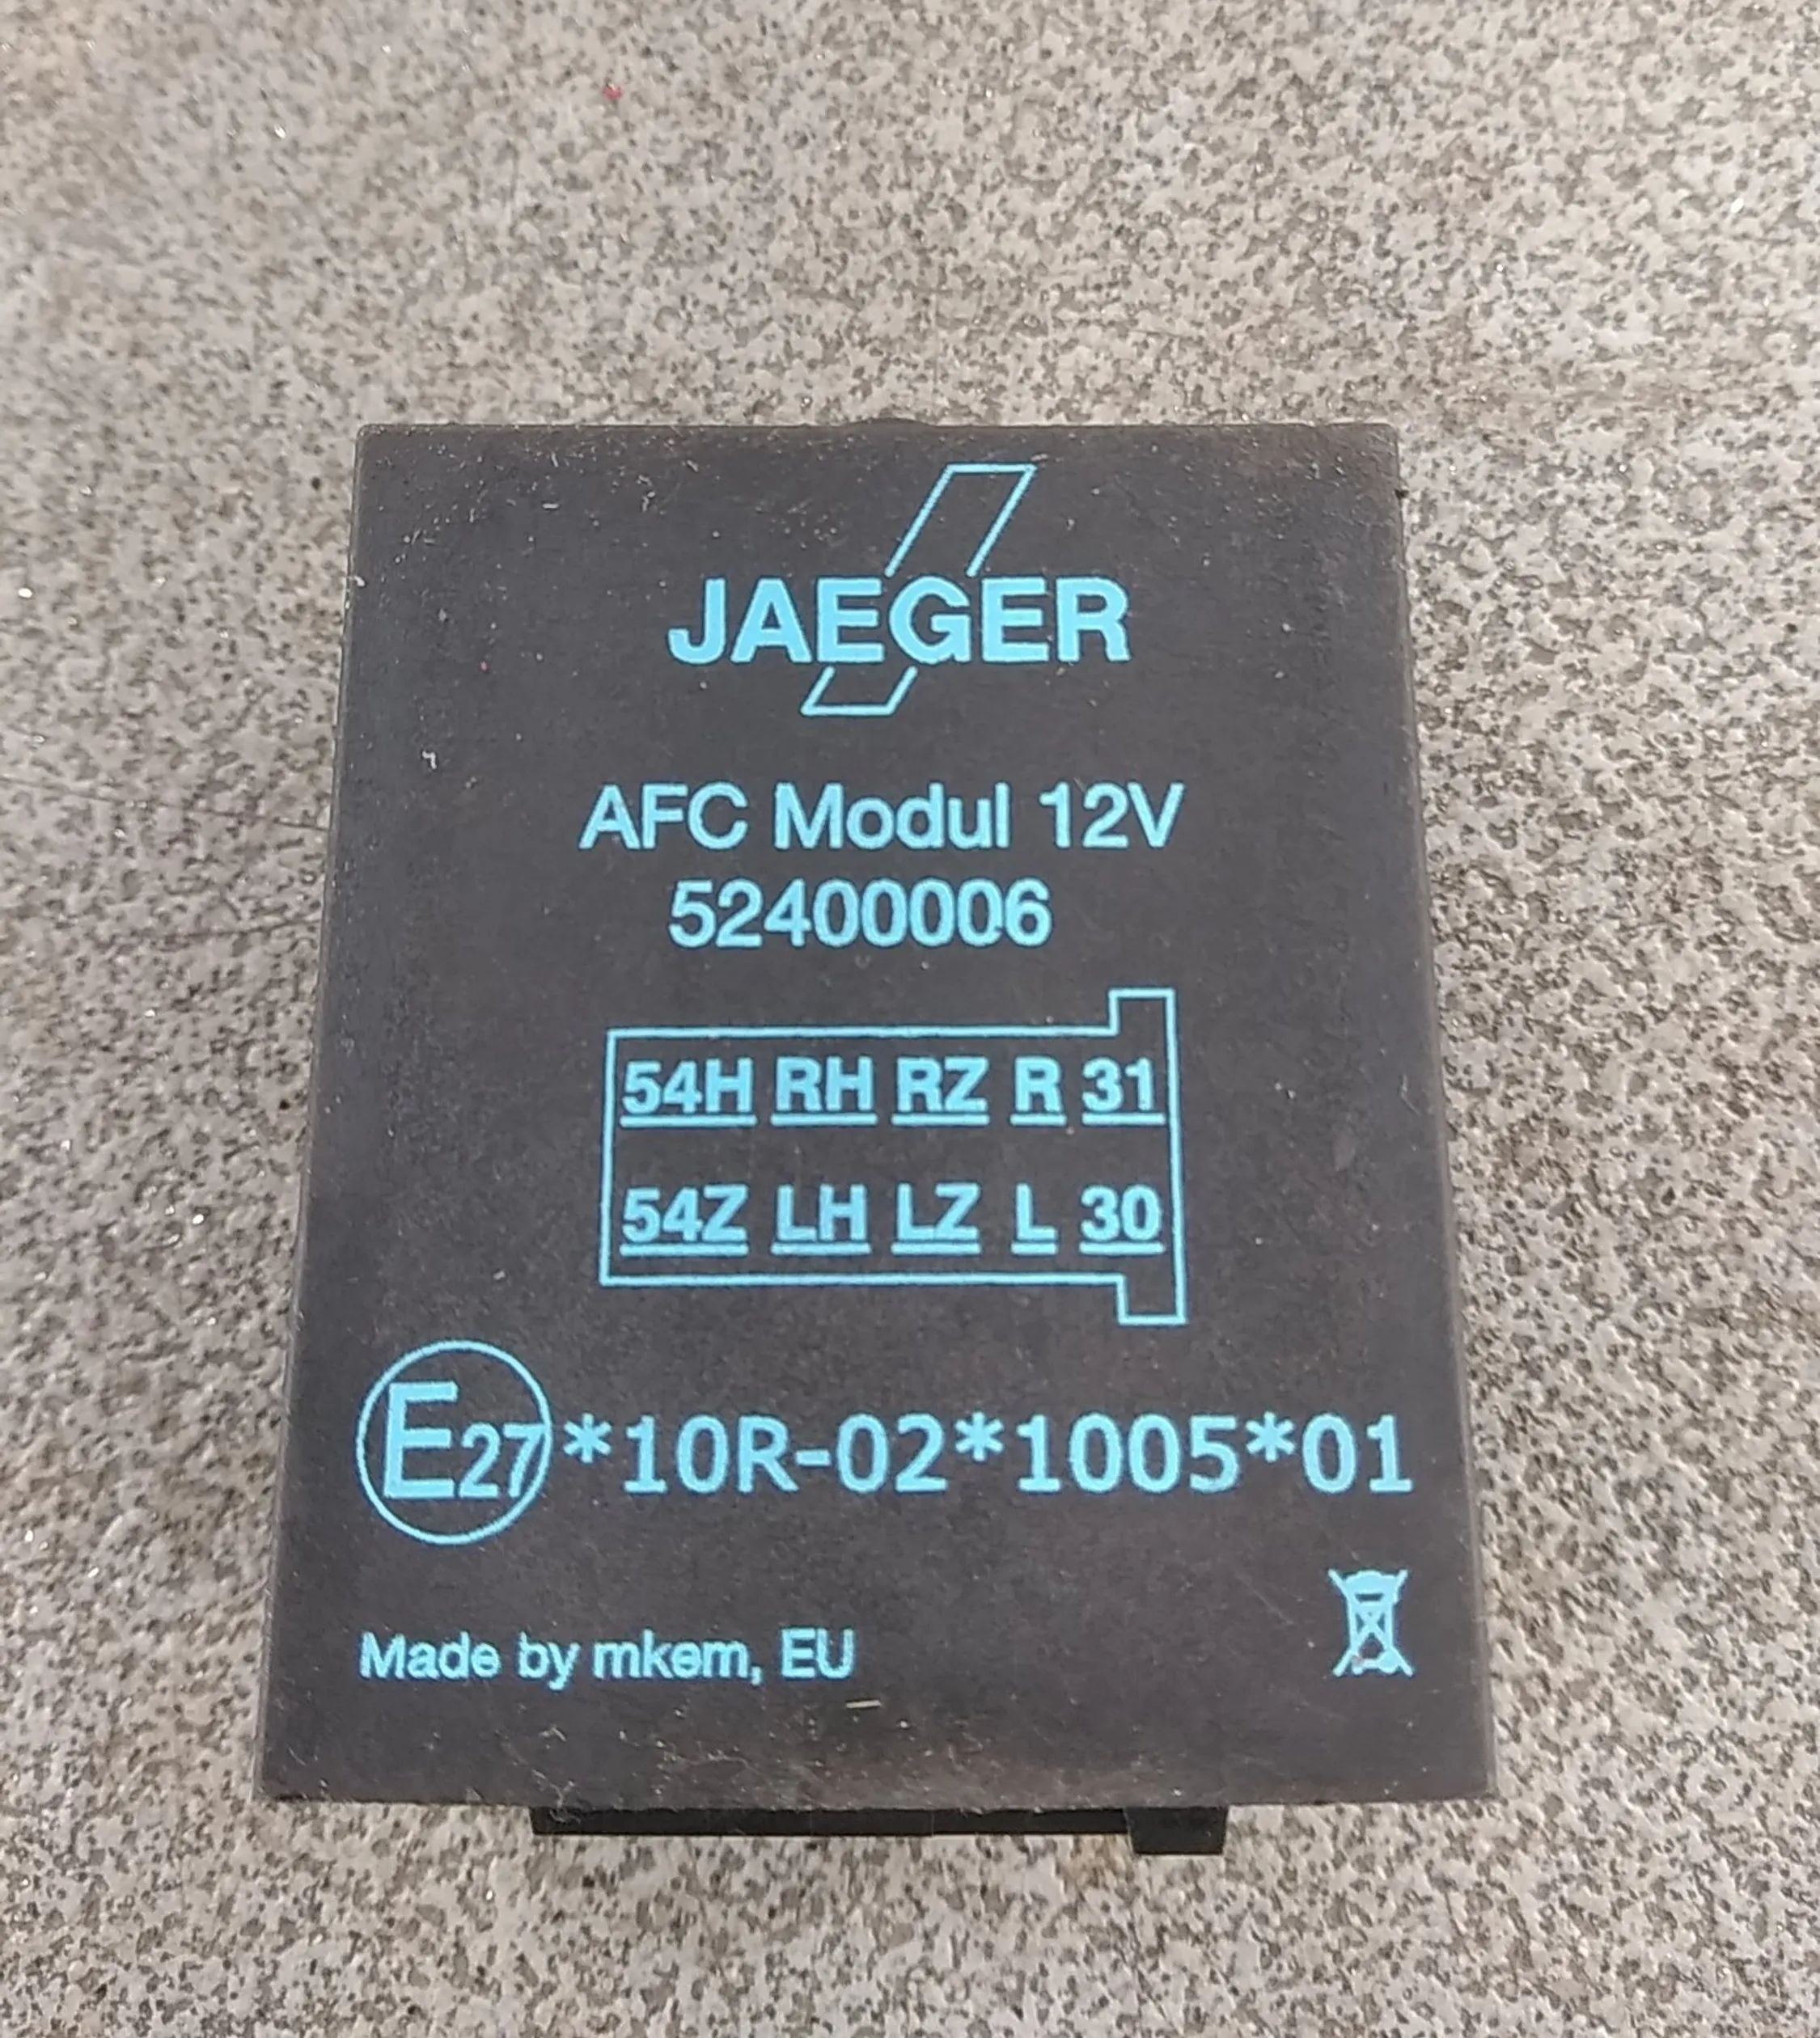 JAEGER
AFC Modul 12V
52400006
54H RH RZ R 31
54Z LH LZ L 30
E27 *10R-02*1005*01
Made by mkem, EU